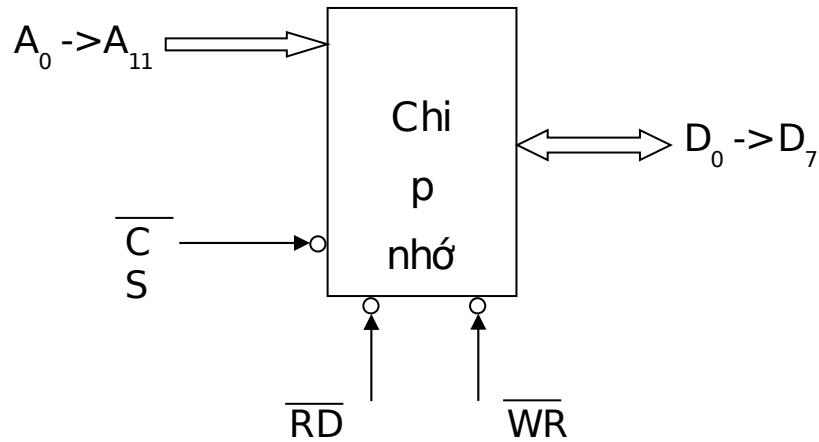 A₀ ->A₁₁
Chi
p
nhớ
D₀ ->D₇
C
S
RD
WR